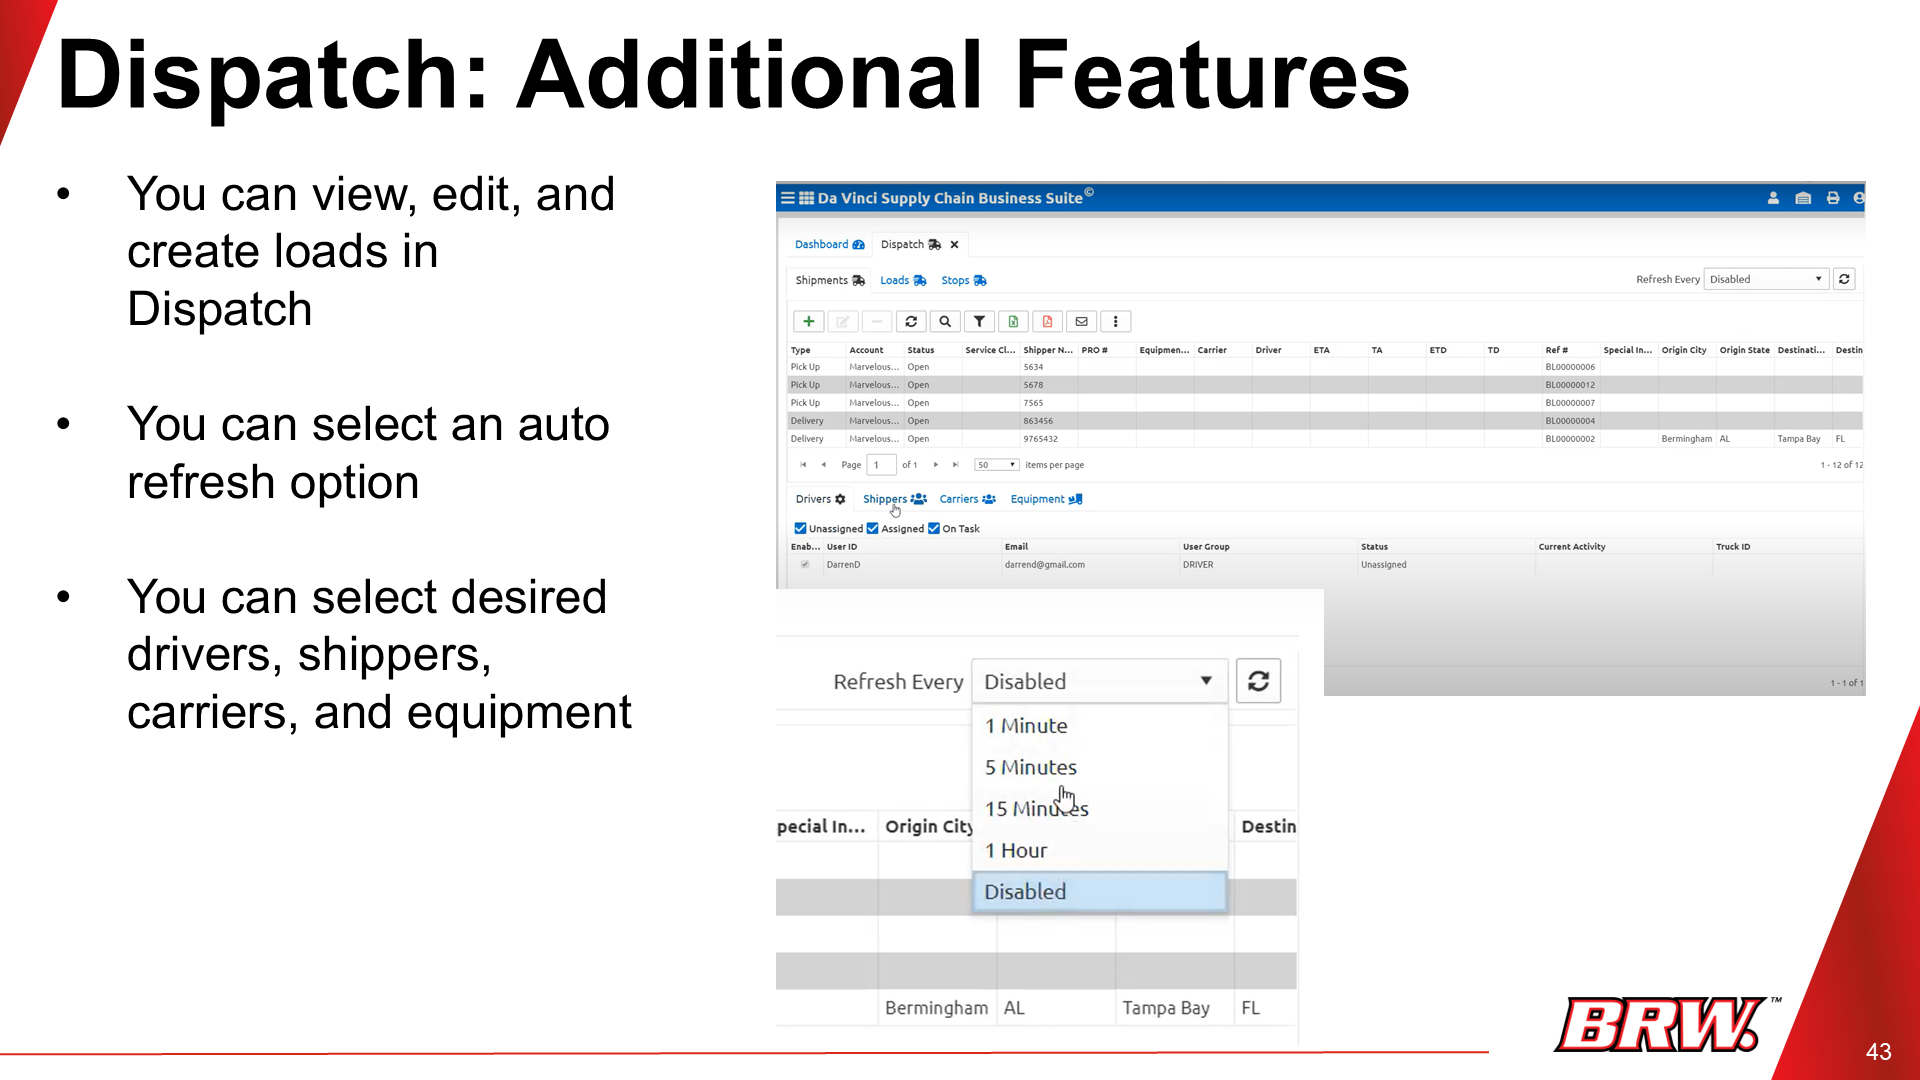 Dispatch: Additional Features
• You can view, edit, and
create loads in
Dispatch
• You can select an auto
refresh option
• You can select desired
drivers, shippers,
carriers, and equipment
Da Vinci Supply Chain Business Suite©
Dashboard Dispatch ✕
Shipments Loads Stops Refresh Every Disabled
Type Account Status Service Cl... Shipper N... PRO # Equipmen... Carrier Driver ETA TA ETD TD Ref # Special In... Origin City Origin State Destinati... Destin
Pick Up Marvelous... Open 5634 BL00000006
Pick Up Marvelous... Open 5678 BL00000012
Pick Up Marvelous... Open 7565 BL00000007
Delivery Marvelous... Open 863456 BL00000004
Delivery Marvelous... Open 9765432 BL00000002 Bermingham AL Tampa Bay FL
Page 1 of 1 50 items per page 1 - 12 of 12
Drivers Shippers Carriers Equipment
Unassigned Assigned On Task
Enab... User ID Email User Group Status Current Activity Truck ID
DarrenD darrend@gmail.com DRIVER Unassigned
1 - 1 of 1
Refresh Every Disabled
1 Minute
5 Minutes
15 Minutes
1 Hour
Disabled
pecial In... Origin City Destin
Bermingham AL Tampa Bay FL
BRW.™
43